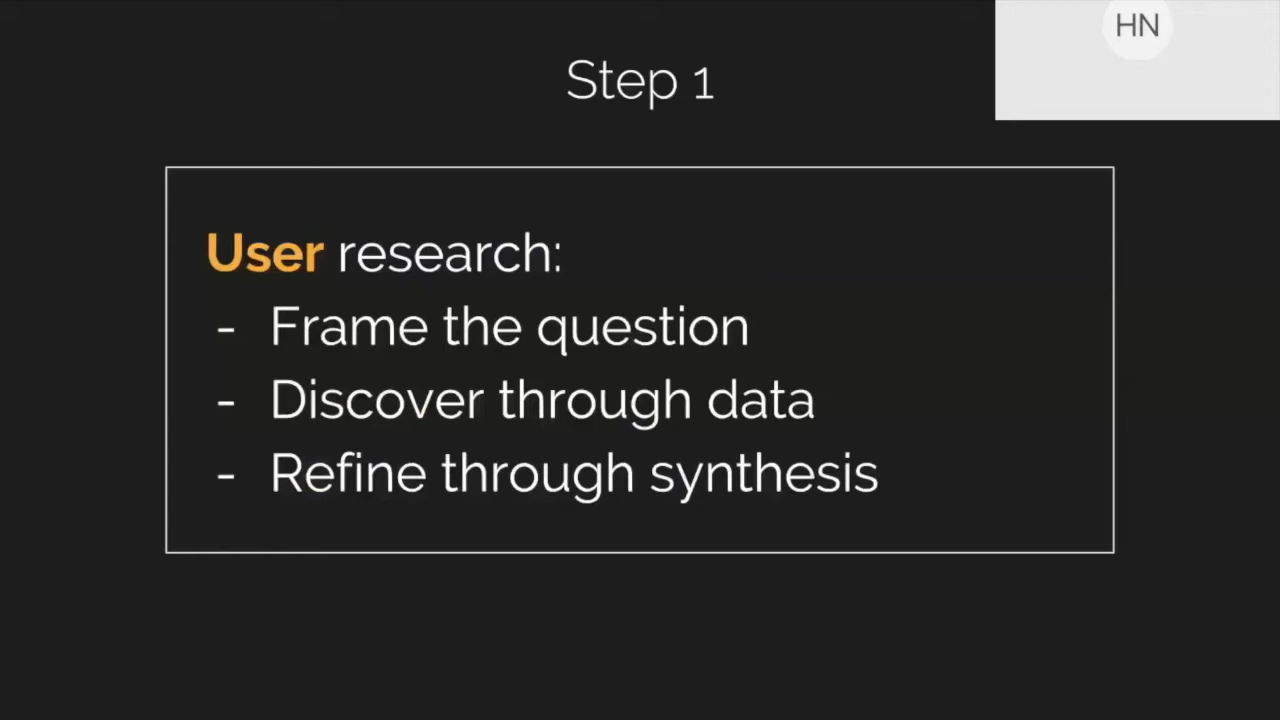 HN
Step 1
User research:
- Frame the question
- Discover through data
- Refine through synthesis